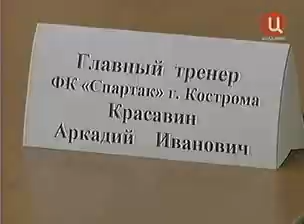 Главный тренер
ФК «Спартак» г. Кострома
Красавин
Аркадий Иванович